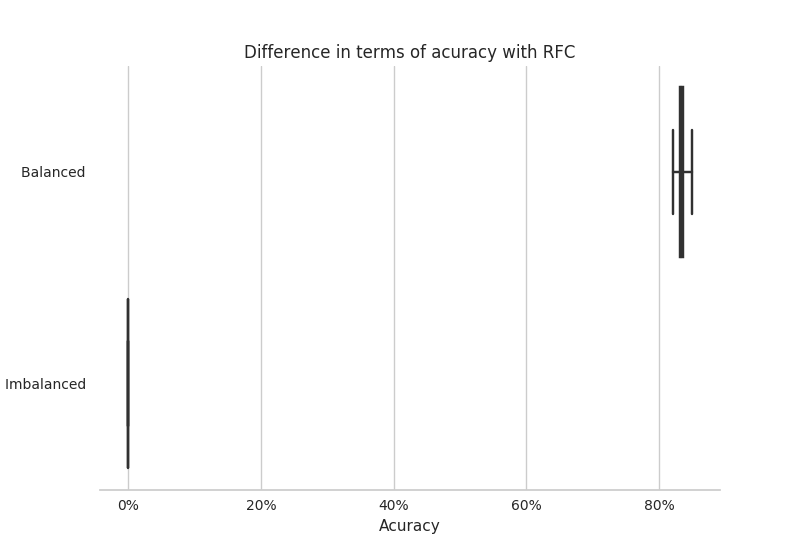 Difference in terms of acuracy with RFC
Balanced
Imbalanced
0% 20% 40% 60% 80%
Acuracy